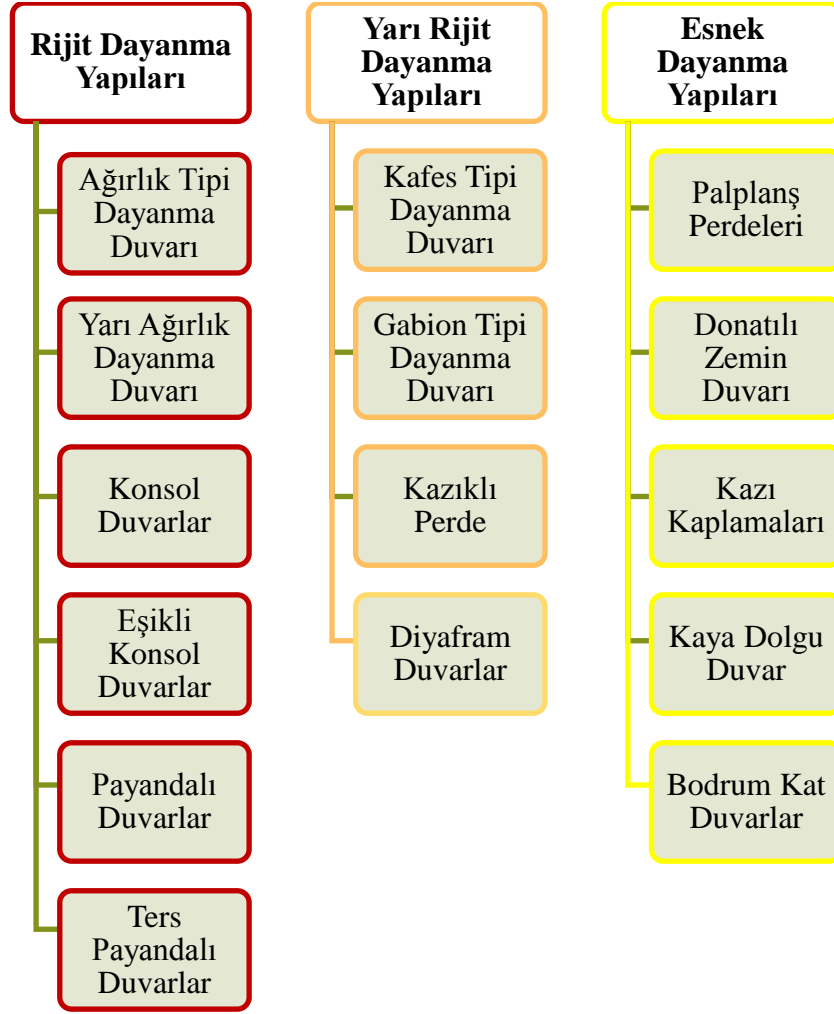 Rijit Dayanma
Yapıları
Ağırlık Tipi
Dayanma
Duvarı
Yarı Ağırlık
Dayanma
Duvarı
Konsol
Duvarlar
Eşikli
Konsol
Duvarlar
Payandalı
Duvarlar
Ters
Payandalı
Duvarlar
Yarı Rijit
Dayanma
Yapıları
Kafes Tipi
Dayanma
Duvarı
Gabion Tipi
Dayanma
Duvarı
Kazıklı
Perde
Diyafram
Duvarlar
Esnek
Dayanma
Yapıları
Palplanş
Perdeleri
Donatılı
Zemin
Duvarı
Kazı
Kaplamaları
Kaya Dolgu
Duvar
Bodrum Kat
Duvarlar